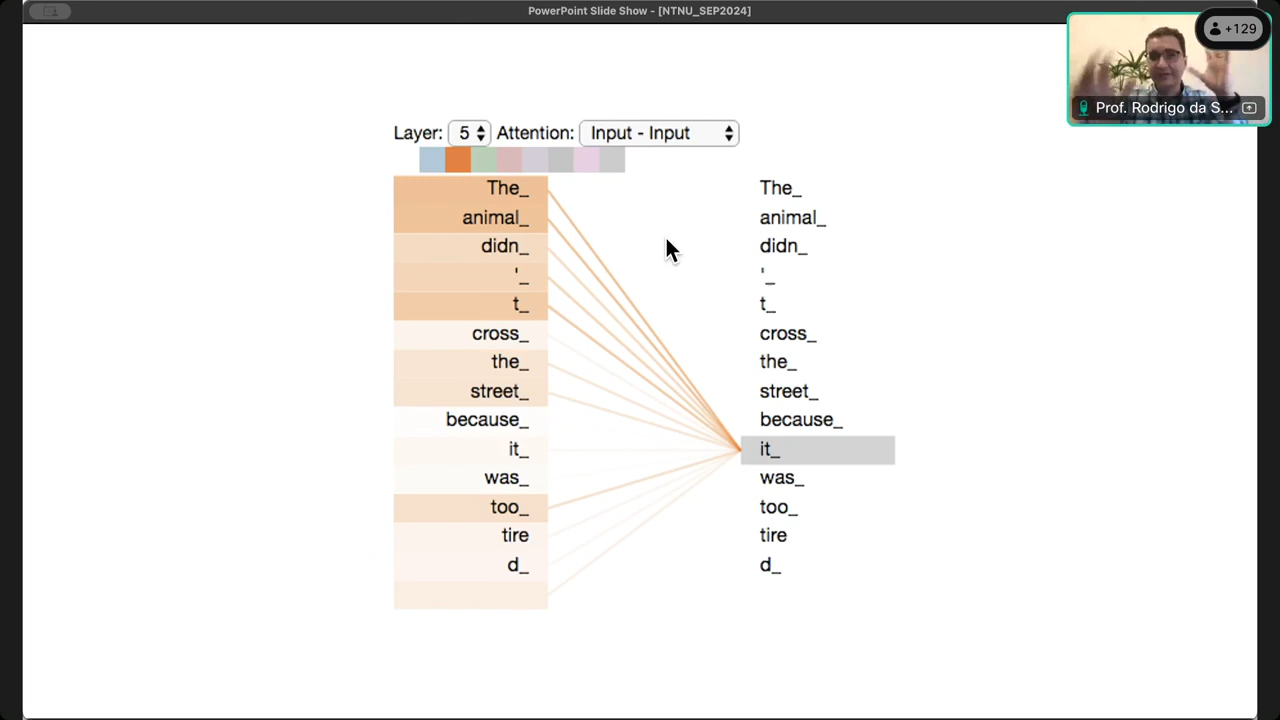 PowerPoint Slide Show - [NTNU_SEP2024]
+129
Prof. Rodrigo da S...
Layer: 5 Attention: Input - Input
The_ The_
animal_ animal_
didn_ didn_
'_ '_
t_ t_
cross_ cross_
the_ the_
street_ street_
because_ because_
it_ it_
was_ was_
too_ too_
tire tire
d_ d_